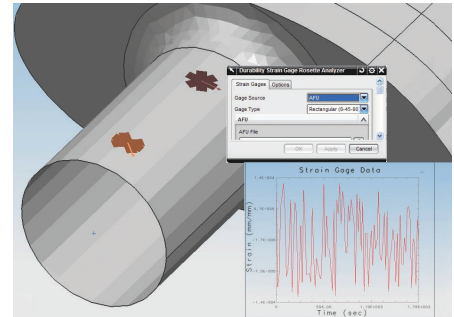 Durability Strain Gage Rosette Analyzer
Strain Gages Options
Gage Source AFU
Gage Type Rectangular (0-45-90
AFU
AFU File
OK Apply Cancel
Strain Gage Data
Strain (mm/mm)
0
Time (sec)